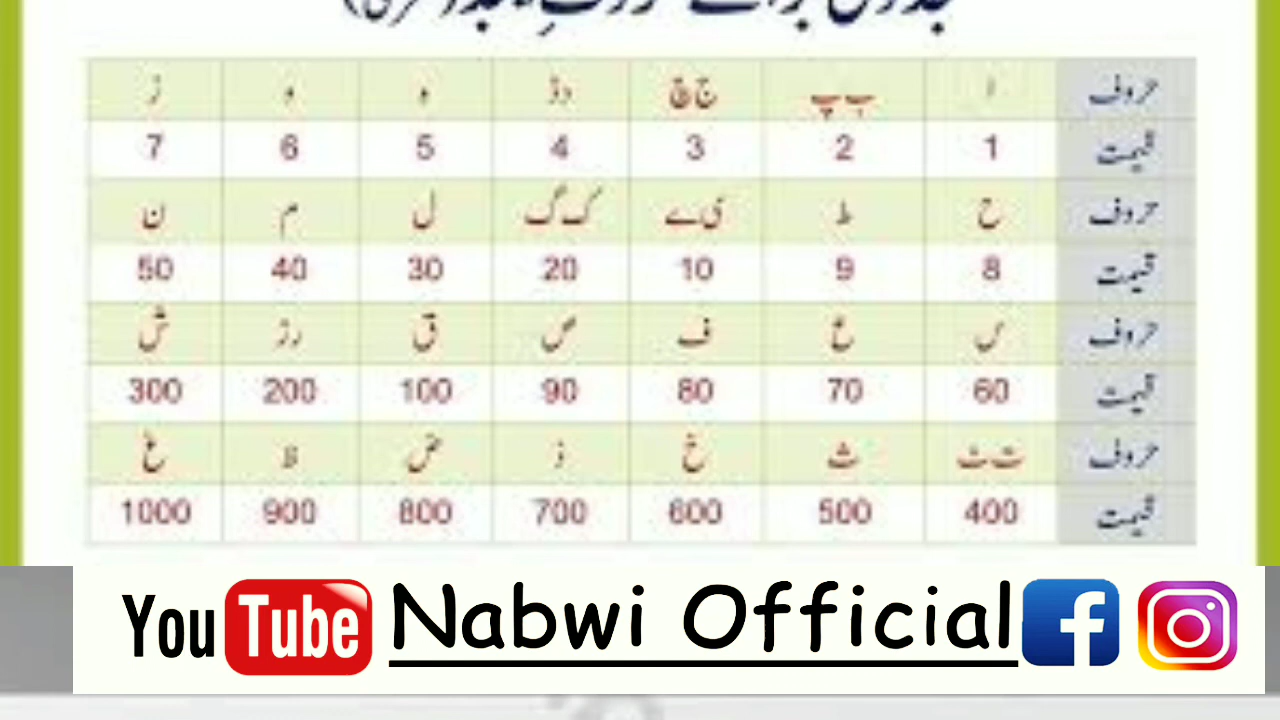 حروف ا ب پ ج چ د ڈ ہ و ز
قیمت 1 2 3 4 5 6 7
حروف ح ط ی ے ک گ ل م ن
قیمت 8 9 10 20 30 40 50
حروف س ع ف ص ق ر ڑ ش
قیمت 60 70 80 90 100 200 300
حروف ت ٹ ث خ ذ ض ظ غ
قیمت 400 500 600 700 800 900 1000
You Tube Nabwi Official f